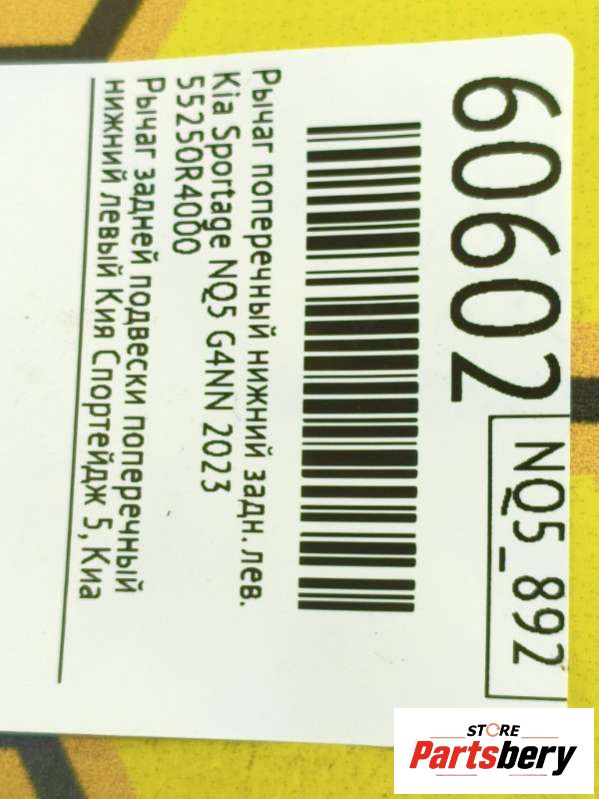 60602
NQ5_892
Рычаг поперечный нижний задн. лев.
Kia Sportage NQ5 G4NN 2023
55250R4000
Рычаг задней подвески поперечный
нижний левый Кия Спортейдж 5, Киа
STORE
Partsbery